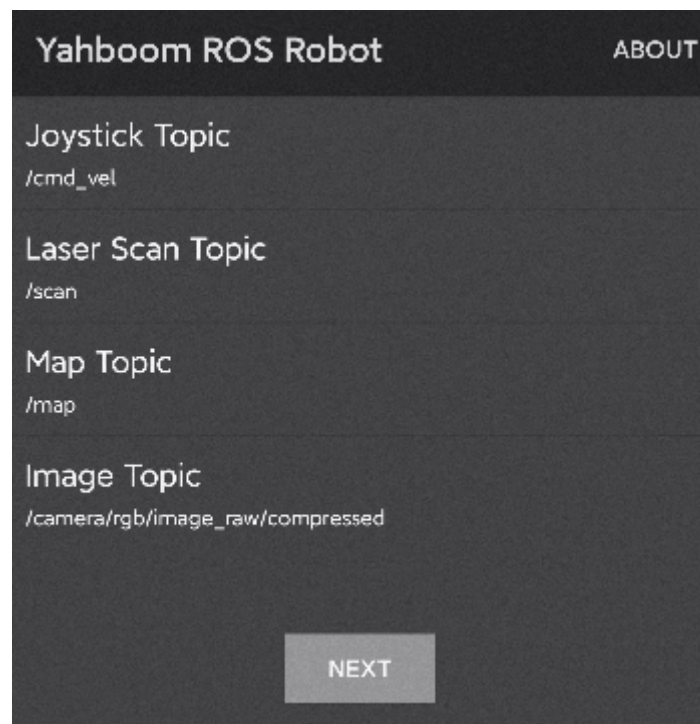 Yahboom ROS Robot
ABOUT
Joystick Topic
/cmd_vel
Laser Scan Topic
/scan
Map Topic
/map
Image Topic
/camera/rgb/image_raw/compressed
NEXT